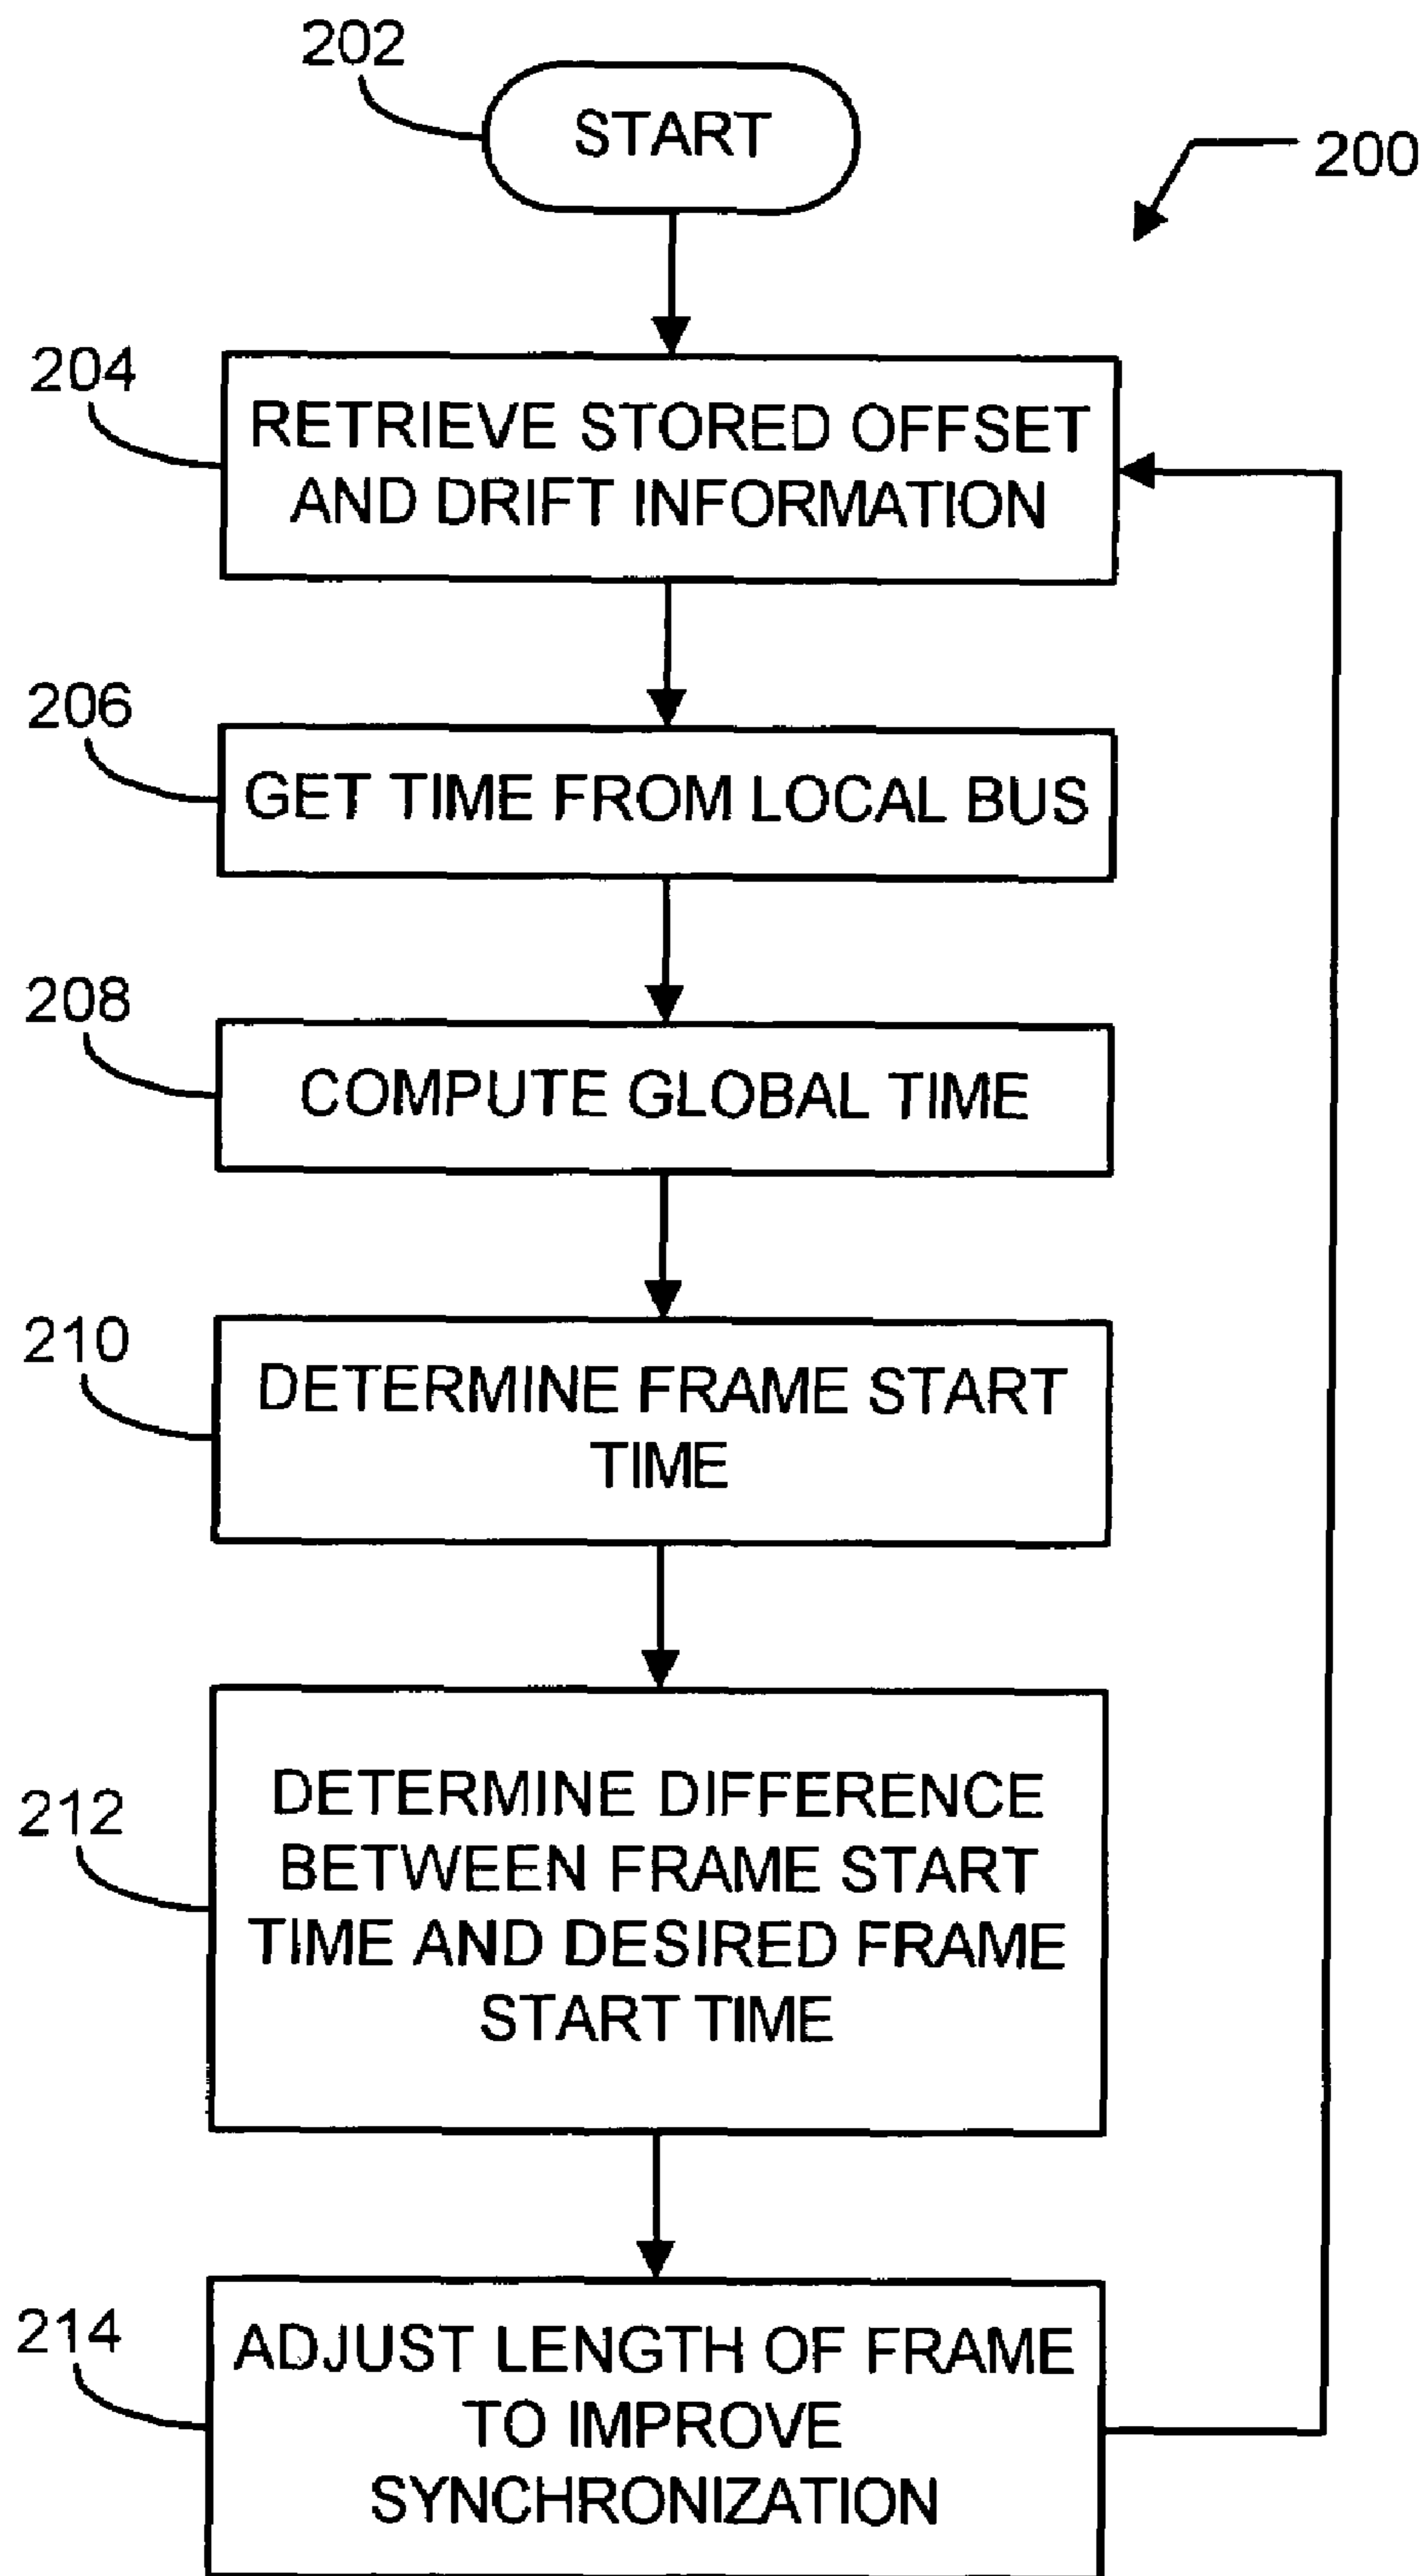 202
START
200
204
RETRIEVE STORED OFFSET
AND DRIFT INFORMATION
206
GET TIME FROM LOCAL BUS
208
COMPUTE GLOBAL TIME
210
DETERMINE FRAME START
TIME
212
DETERMINE DIFFERENCE
BETWEEN FRAME START
TIME AND DESIRED FRAME
START TIME
214
ADJUST LENGTH OF FRAME
TO IMPROVE
SYNCHRONIZATION